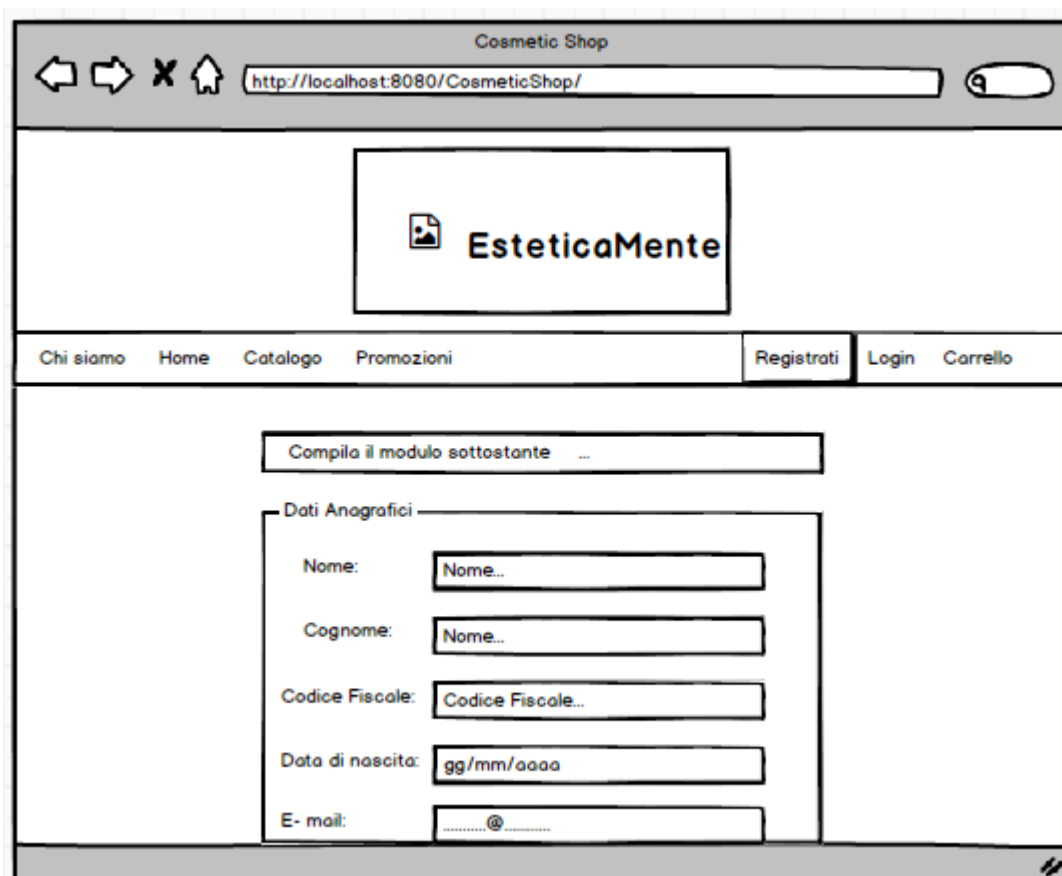 Cosmetic Shop
http://localhost:8080/CosmeticShop/
EsteticaMente
Chi siamo Home Catalogo Promozioni Registrati Login Carrello
Compila il modulo sottostante ...
Dati Anagrafici
Nome: Nome...
Cognome: Nome...
Codice Fiscale: Codice Fiscale...
Data di nascita: gg/mm/aaaa
E- mail: ...........@............